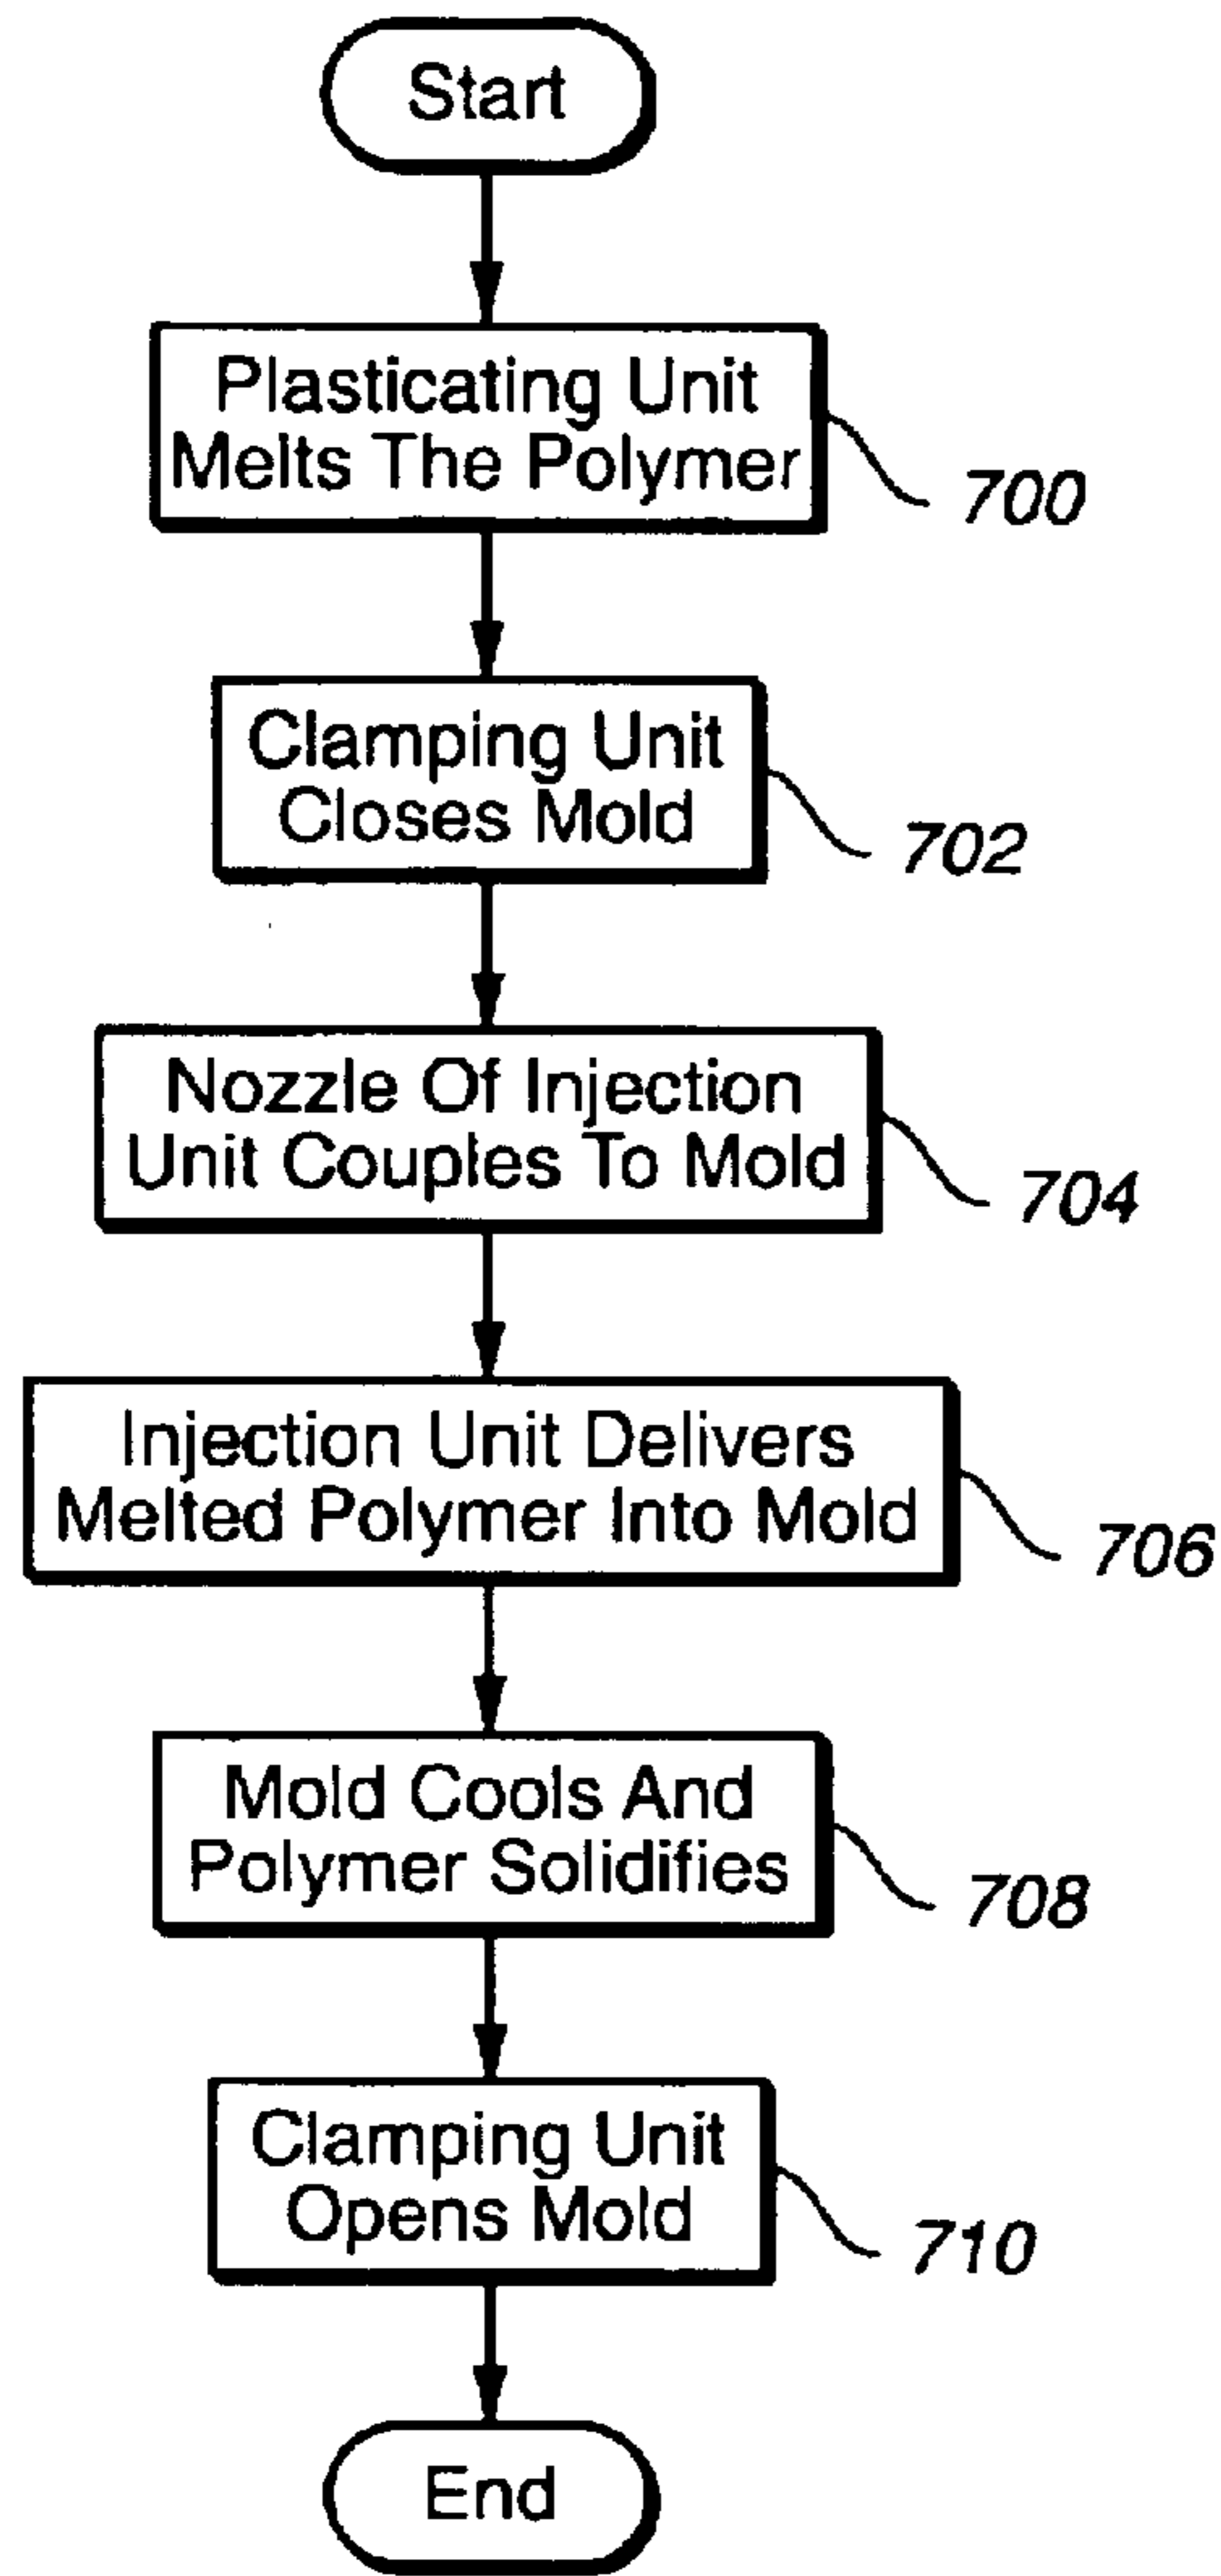 Start
Plasticating Unit
Melts The Polymer
700
Clamping Unit
Closes Mold
702
Nozzle Of Injection
Unit Couples To Mold
704
Injection Unit Delivers
Melted Polymer Into Mold
706
Mold Cools And
Polymer Solidifies
708
Clamping Unit
Opens Mold
710
End